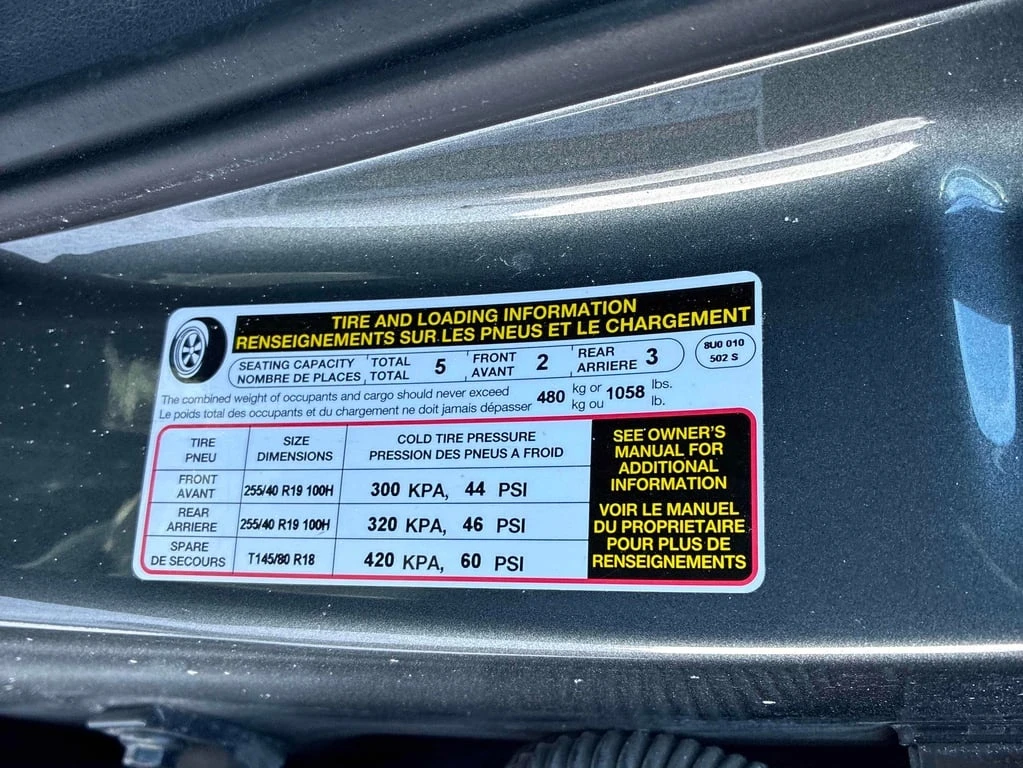 TIRE AND LOADING INFORMATION
RENSEIGNEMENTS SUR LES PNEUS ET LE CHARGEMENT
SEATING CAPACITY TOTAL 5 FRONT 2 REAR 3
NOMBRE DE PLACES TOTAL AVANT ARRIERE
8U0 010
502 S
The combined weight of occupants and cargo should never exceed 480 kg or 1058 lbs.
Le poids total des occupants et du chargement ne doit jamais dépasser kg ou lb.
TIRE SIZE COLD TIRE PRESSURE
PNEU DIMENSIONS PRESSION DES PNEUS A FROID
FRONT
AVANT 255/40 R19 100H 300 KPA, 44 PSI
REAR
ARRIERE 255/40 R19 100H 320 KPA, 46 PSI
SPARE
DE SECOURS T145/80 R18 420 KPA, 60 PSI
SEE OWNER'S
MANUAL FOR
ADDITIONAL
INFORMATION
VOIR LE MANUEL
DU PROPRIETAIRE
POUR PLUS DE
RENSEIGNEMENTS